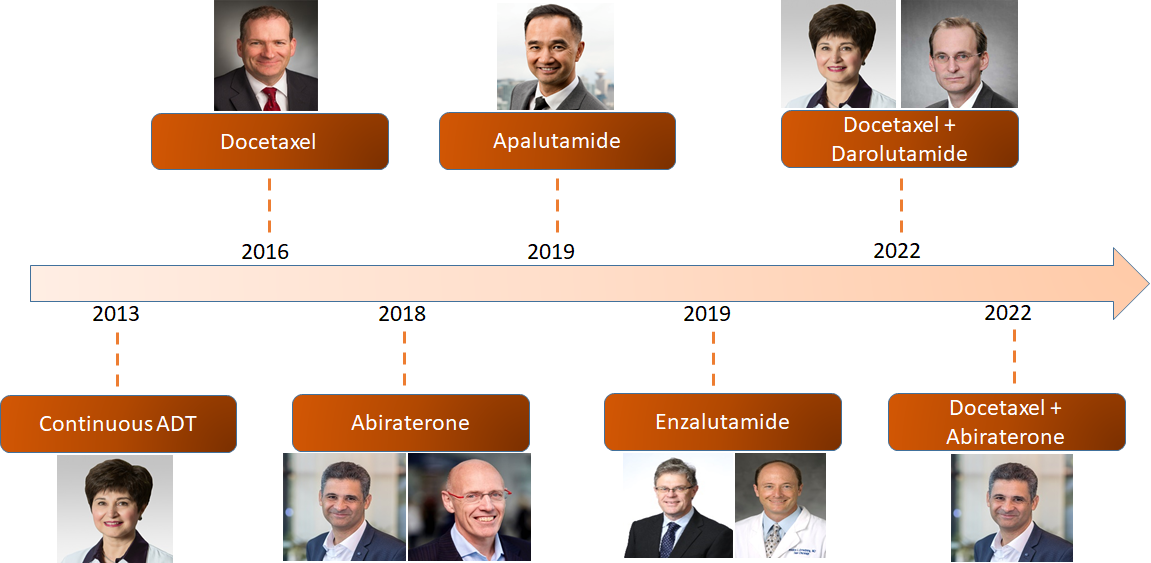 Docetaxel
Apalutamide
Docetaxel +
Darolutamide
2016
2019
2022
2013
2018
2019
2022
Continuous ADT
Abiraterone
Enzalutamide
Docetaxel +
Abiraterone